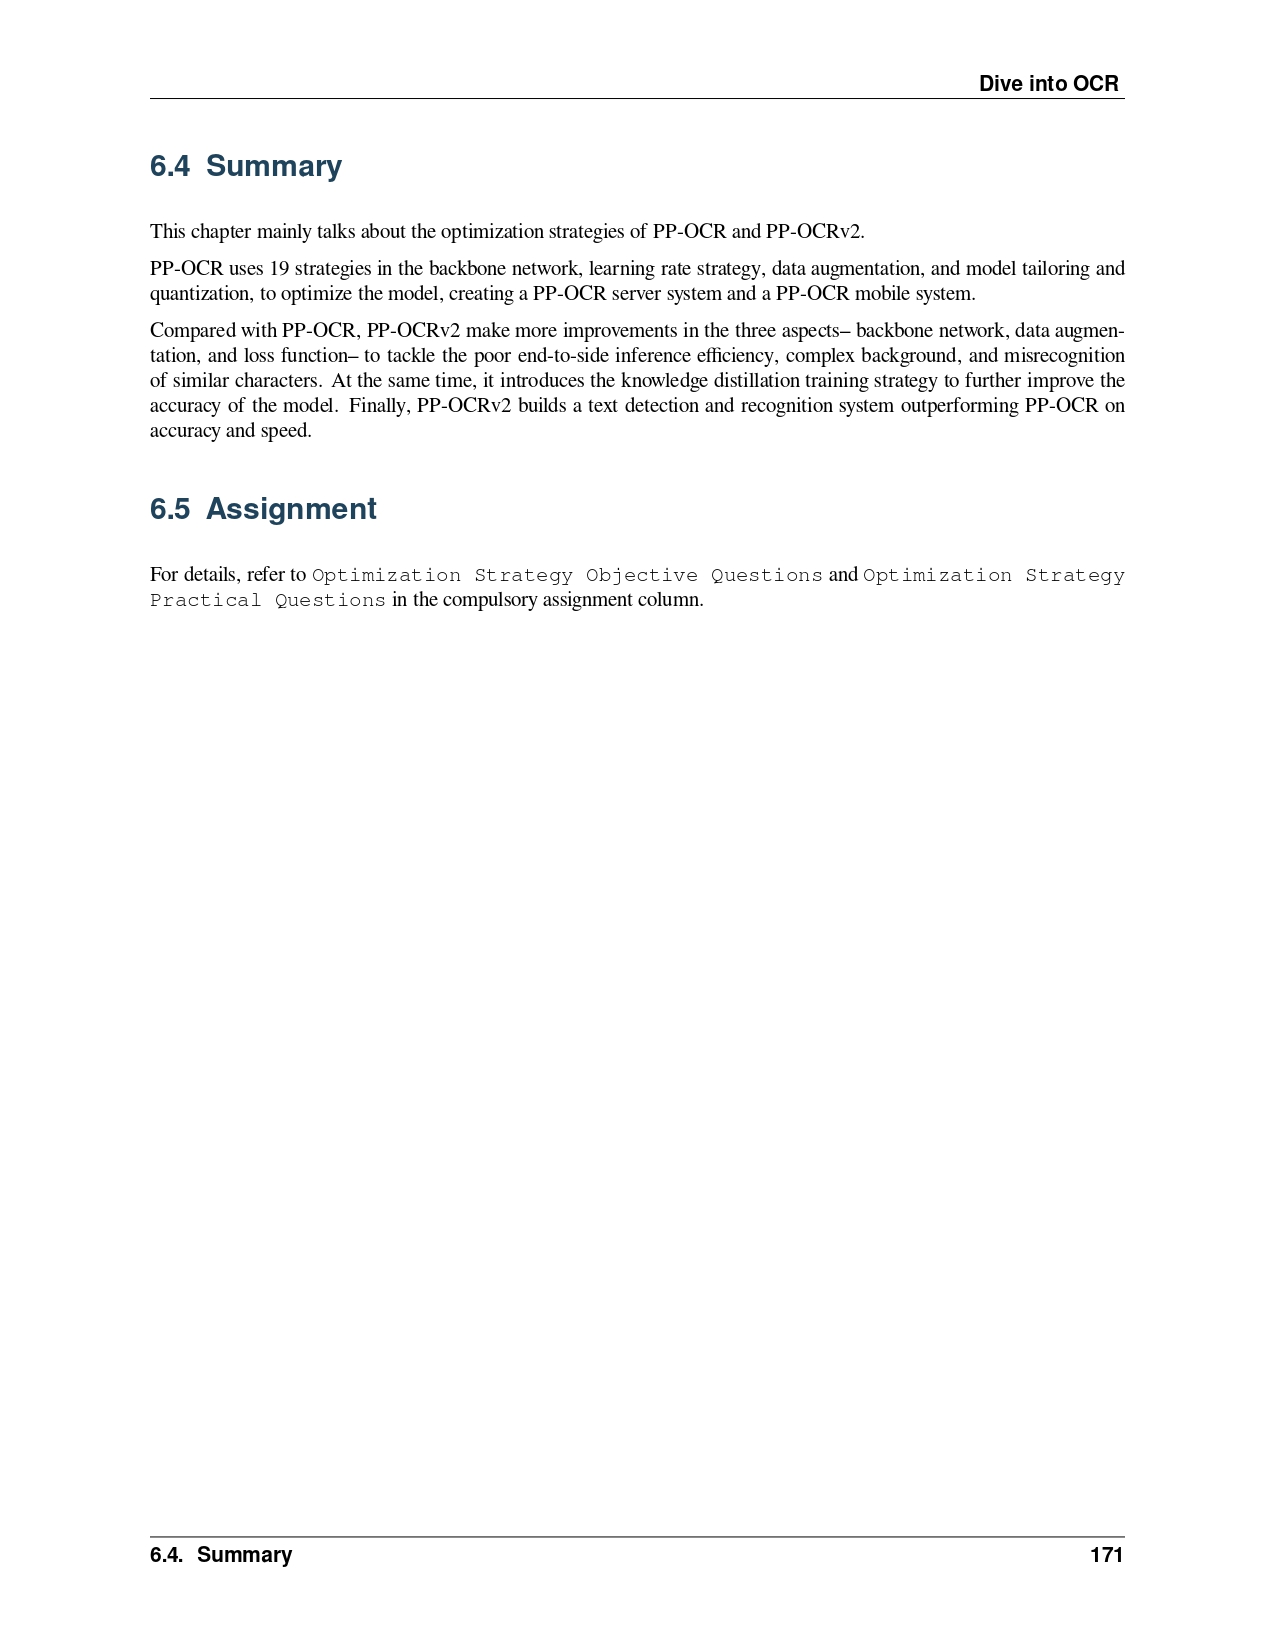 Dive into OCR
6.4 Summary
This chapter mainly talks about the optimization strategies of PP-OCR and PP-OCRv2.
PP-OCR uses 19 strategies in the backbone network, learning rate strategy, data augmentation, and model tailoring and
quantization, to optimize the model, creating a PP-OCR server system and a PP-OCR mobile system.
Compared with PP-OCR, PP-OCRv2 make more improvements in the three aspects– backbone network, data augmen-
tation, and loss function– to tackle the poor end-to-side inference efficiency, complex background, and misrecognition
of similar characters. At the same time, it introduces the knowledge distillation training strategy to further improve the
accuracy of the model. Finally, PP-OCRv2 builds a text detection and recognition system outperforming PP-OCR on
accuracy and speed.
6.5 Assignment
For details, refer to Optimization Strategy Objective Questions and Optimization Strategy
Practical Questions in the compulsory assignment column.
6.4. Summary 171